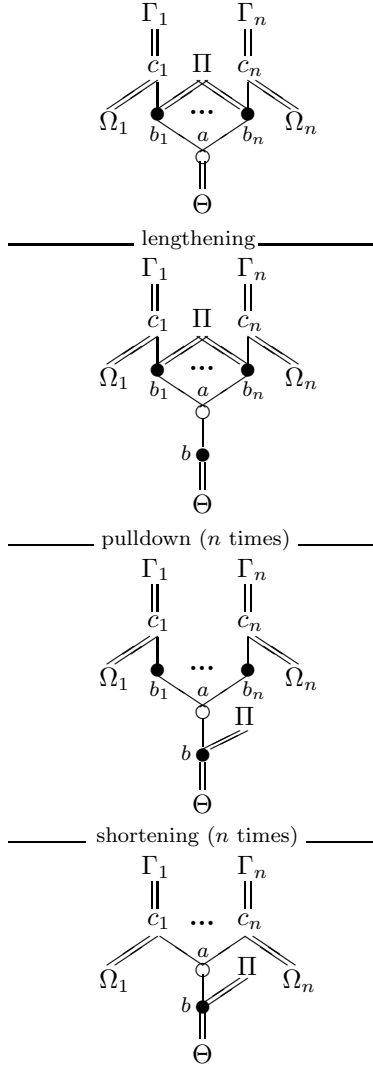 Γ₁ Γₙ
c₁ Π cₙ
Ω₁ b₁ ... a bₙ Ωₙ
Θ
lengthening
Γ₁ Γₙ
c₁ Π cₙ
Ω₁ b₁ ... a bₙ Ωₙ
b
Θ
pulldown (n times)
Γ₁ Γₙ
c₁ cₙ
...
Ω₁ b₁ a bₙ Ωₙ
Π
b
Θ
shortening (n times)
Γ₁ Γₙ
c₁ ... cₙ
a
Ω₁ Π Ωₙ
b
Θ